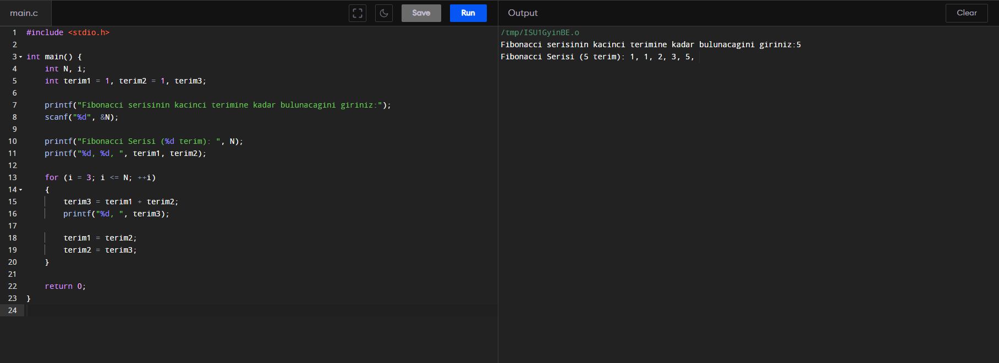 main.c
Save
Run
Output
Clear
1 #include <stdio.h>
2
3 int main() {
4     int N, i;
5     int terim1 = 1, terim2 = 1, terim3;
6
7     printf("Fibonacci serisinin kacinci terimine kadar bulunacagini giriniz:");
8     scanf("%d", &N);
9
10     printf("Fibonacci Serisi (%d terim): ", N);
11     printf("%d, %d, ", terim1, terim2);
12
13     for (i = 3; i <= N; ++i)
14     {
15         terim3 = terim1 + terim2;
16         printf("%d, ", terim3);
17
18         terim1 = terim2;
19         terim2 = terim3;
20     }
21
22     return 0;
23 }
24
/tmp/ISU1GyinBE.o
Fibonacci serisinin kacinci terimine kadar bulunacagini giriniz:5
Fibonacci Serisi (5 terim): 1, 1, 2, 3, 5,